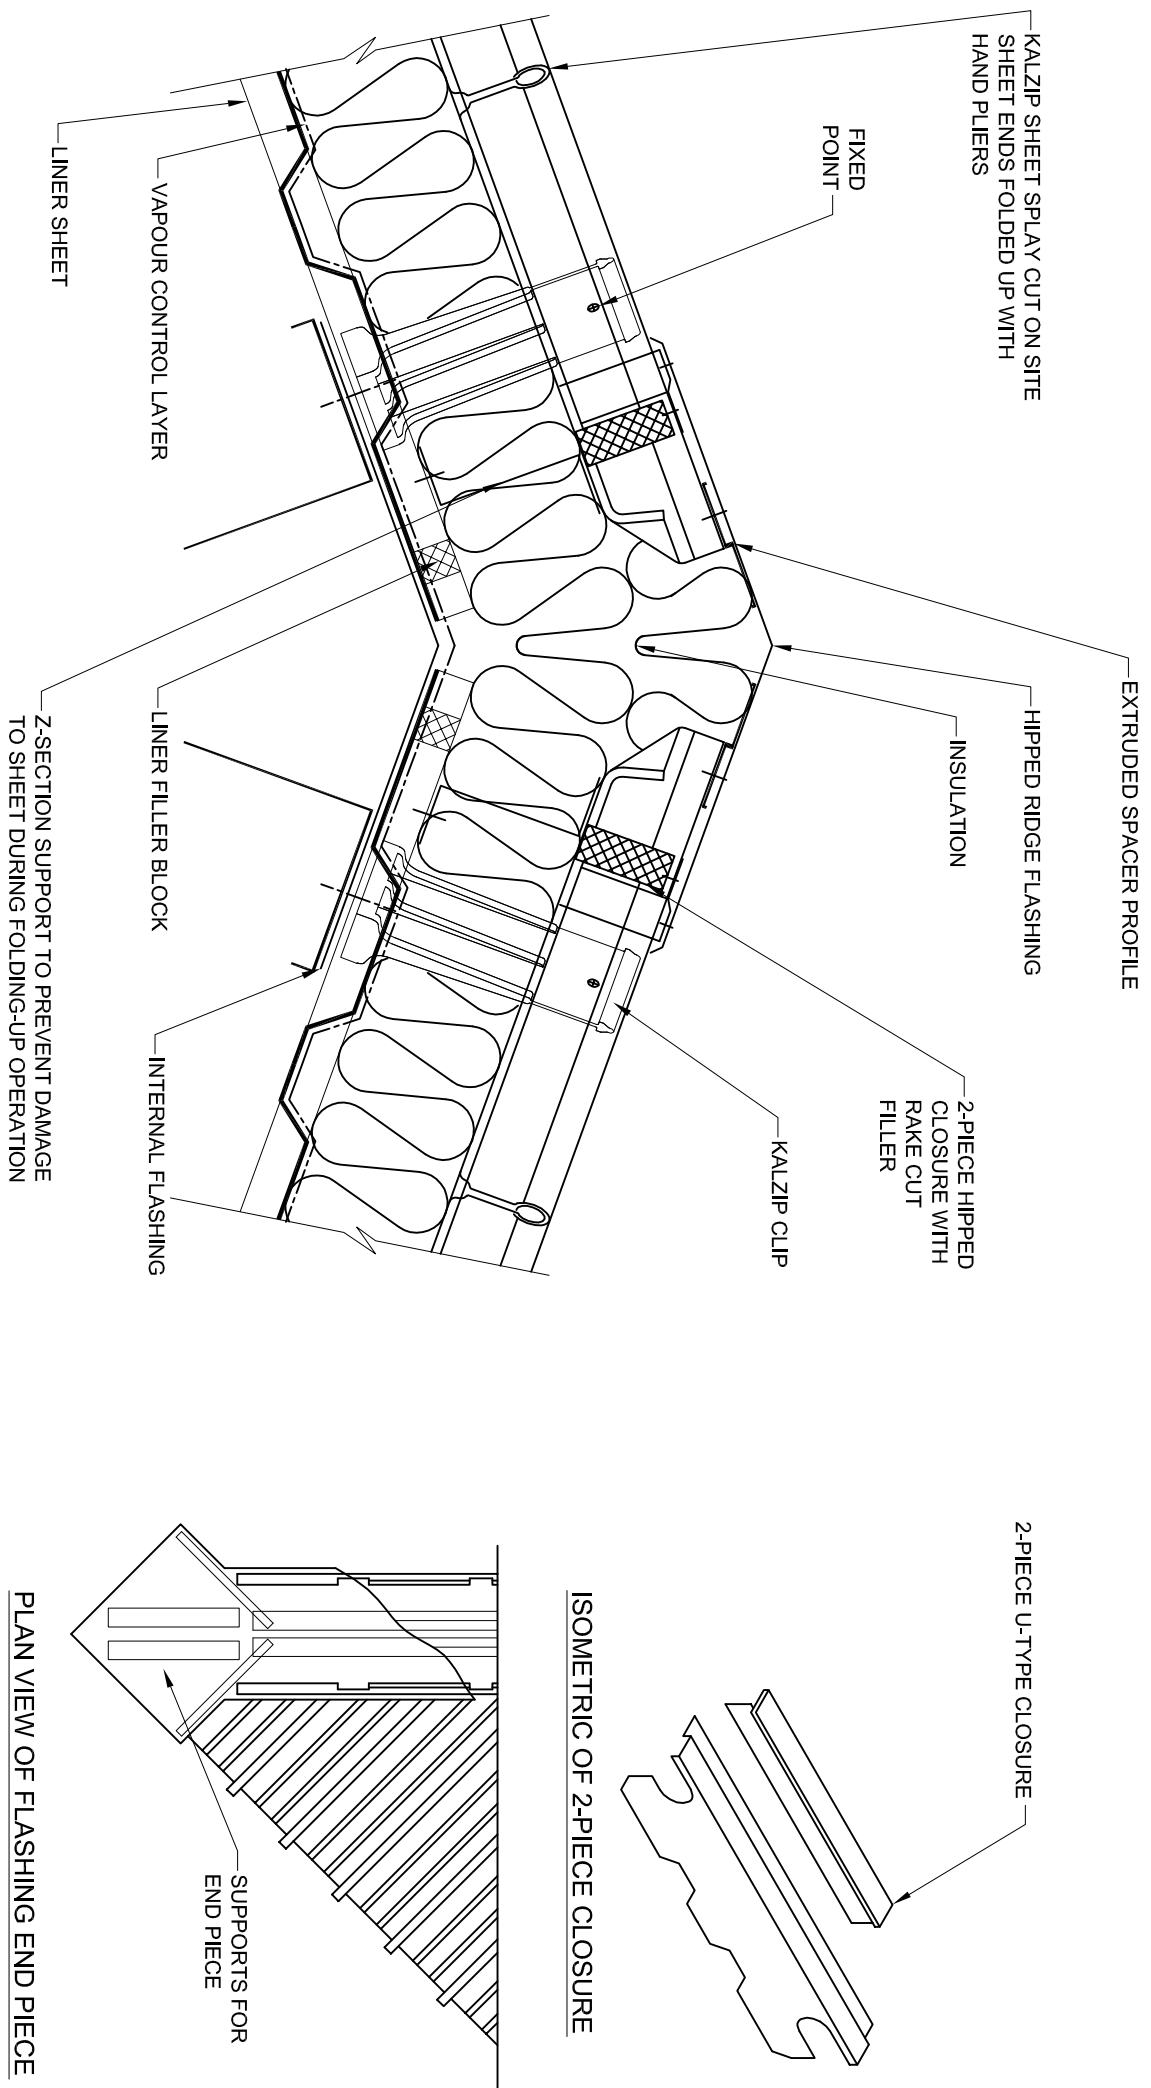 KALZIP SHEET SPLAY CUT ON SITE
SHEET ENDS FOLDED UP WITH
HAND PLIERS
FIXED
POINT
EXTRUDED SPACER PROFILE
HIPPED RIDGE FLASHING
INSULATION
2-PIECE HIPPED
CLOSURE WITH
RAKE CUT
FILLER
KALZIP CLIP
LINER SHEET
VAPOUR CONTROL LAYER
LINER FILLER BLOCK
Z-SECTION SUPPORT TO PREVENT DAMAGE
TO SHEET DURING FOLDING-UP OPERATION
INTERNAL FLASHING
2-PIECE U-TYPE CLOSURE
ISOMETRIC OF 2-PIECE CLOSURE
SUPPORTS FOR
END PIECE
PLAN VIEW OF FLASHING END PIECE